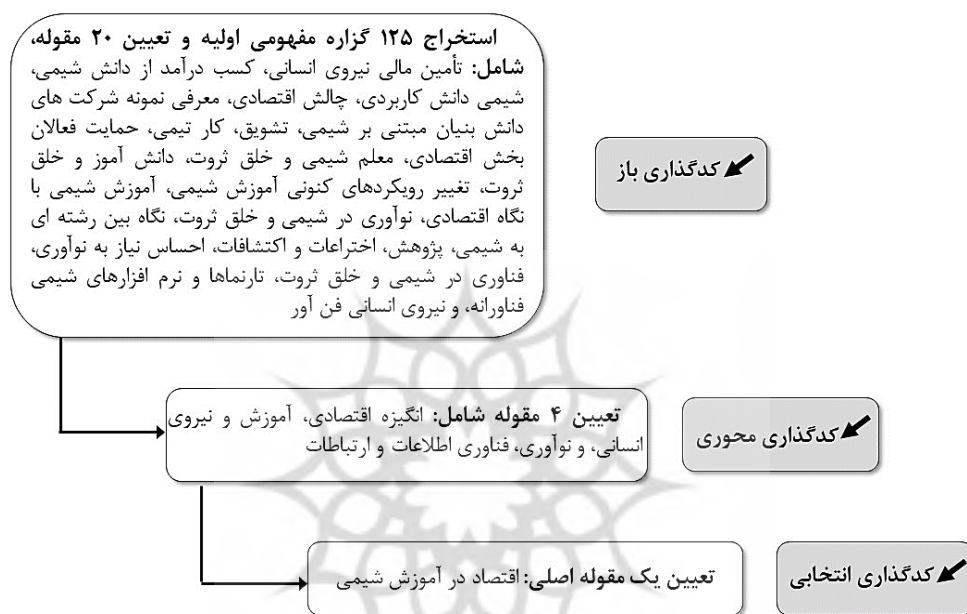 استخراج ۱۲۵ گزاره مفهومی اولیه و تعیین ۲۰ مقوله،
شامل: تأمین مالی نیروی انسانی، کسب درآمد از دانش شیمی،
شیمی دانش کاربردی، چالش اقتصادی، معرفی نمونه شرکت های
دانش بنیان مبتنی بر شیمی، تشویق، کار تیمی، حمایت فعالان
بخش اقتصادی، معلم شیمی و خلق ثروت، دانش آموز و خلق
ثروت، تغییر رویکردهای کنونی آموزش شیمی، آموزش شیمی با
نگاه اقتصادی، نوآوری در شیمی و خلق ثروت، نگاه بین رشته ای
به شیمی، پژوهش، اختراعات و اکتشافات، احساس نیاز به نوآوری،
فناوری در شیمی و خلق ثروت، تارنماها و نرم افزارهای شیمی
فناورانه، و نیروی انسانی فن آور
کدگذاری باز
تعیین ۴ مقوله شامل: انگیزه اقتصادی، آموزش و نیروی
انسانی، و نوآوری، فناوری اطلاعات و ارتباطات
کدگذاری محوری
تعیین یک مقوله اصلی: اقتصاد در آموزش شیمی
کدگذاری انتخابی